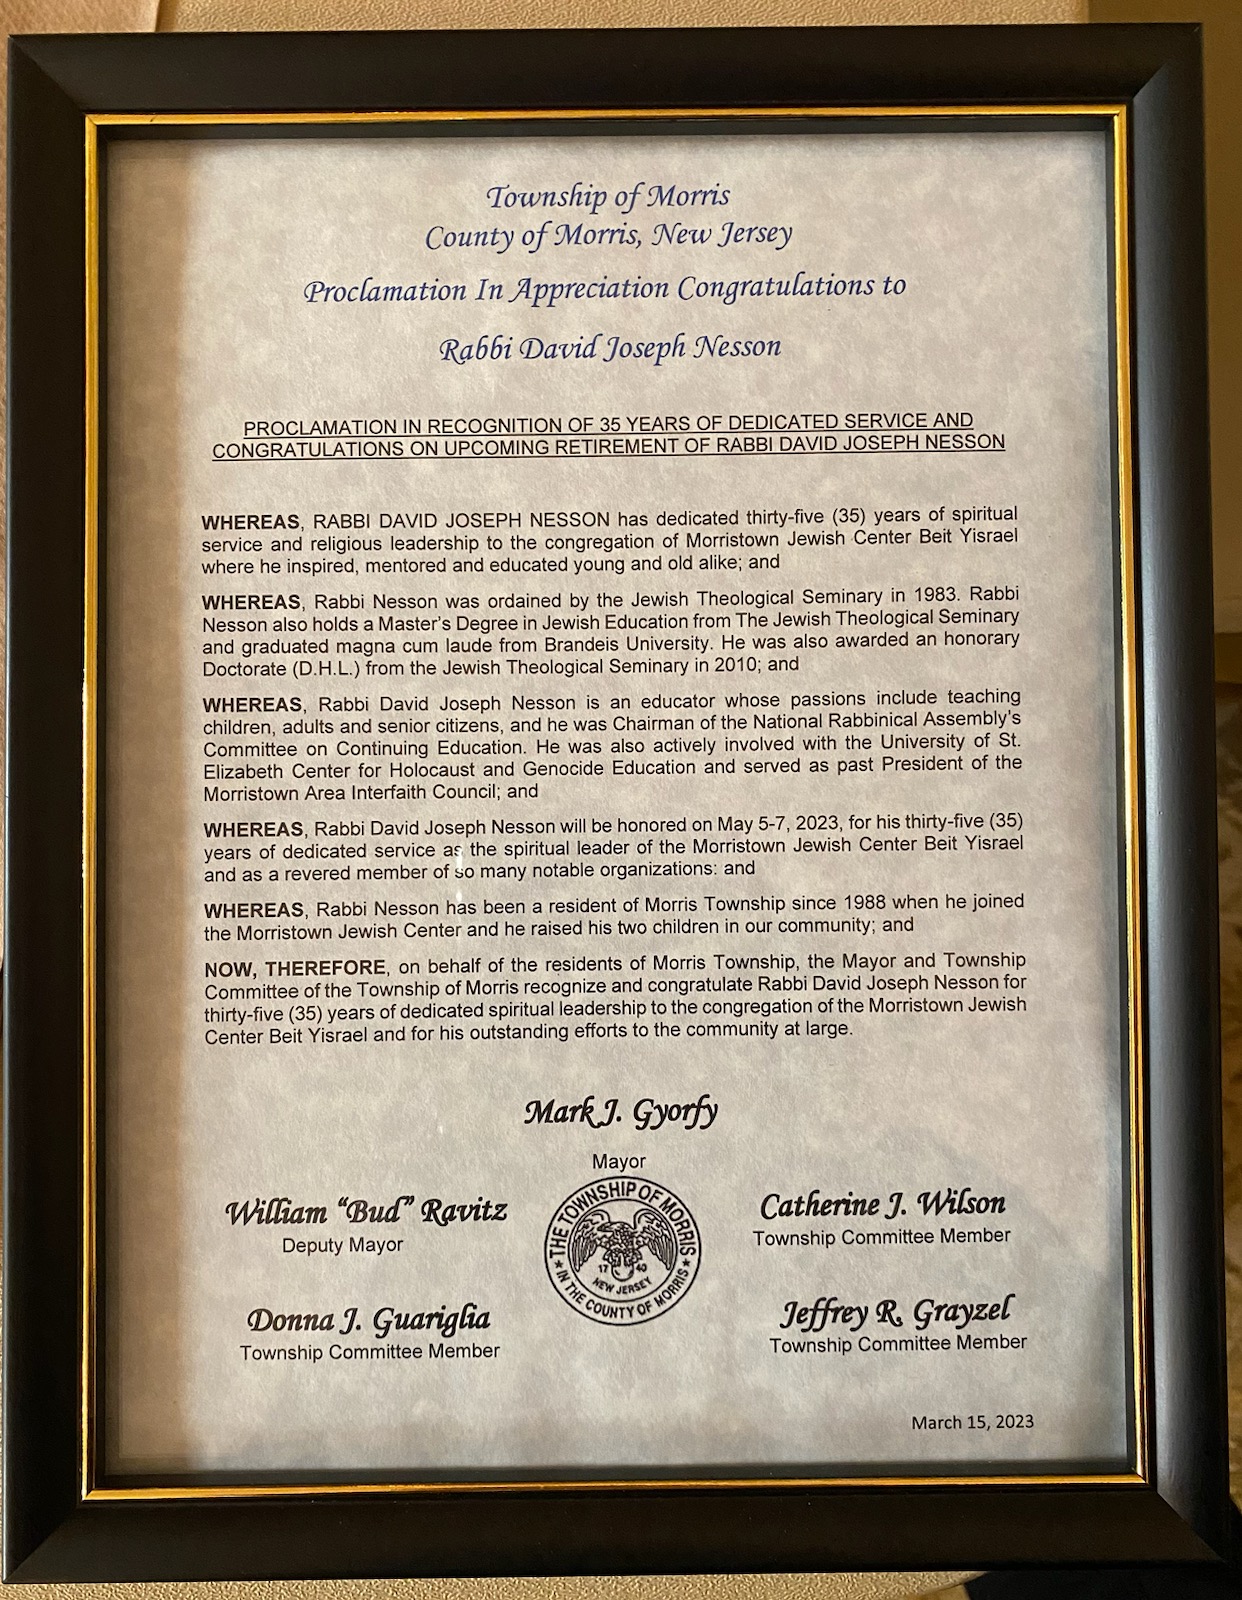 Township of Morris
County of Morris, New Jersey
Proclamation In Appreciation Congratulations to
Rabbi David Joseph Nesson
PROCLAMATION IN RECOGNITION OF 35 YEARS OF DEDICATED SERVICE AND
CONGRATULATIONS ON UPCOMING RETIREMENT OF RABBI DAVID JOSEPH NESSON
WHEREAS, RABBI DAVID JOSEPH NESSON has dedicated thirty-five (35) years of spiritual
service and religious leadership to the congregation of Morristown Jewish Center Beit Yisrael
where he inspired, mentored and educated young and old alike; and
WHEREAS, Rabbi Nesson was ordained by the Jewish Theological Seminary in 1983. Rabbi
Nesson also holds a Master's Degree in Jewish Education from The Jewish Theological Seminary
and graduated magna cum laude from Brandeis University. He was also awarded an honorary
Doctorate (D.H.L.) from the Jewish Theological Seminary in 2010; and
WHEREAS, Rabbi David Joseph Nesson is an educator whose passions include teaching
children, adults and senior citizens, and he was Chairman of the National Rabbinical Assembly's
Committee on Continuing Education. He was also actively involved with the University of St.
Elizabeth Center for Holocaust and Genocide Education and served as past President of the
Morristown Area Interfaith Council; and
WHEREAS, Rabbi David Joseph Nesson will be honored on May 5-7, 2023, for his thirty-five (35)
years of dedicated service as the spiritual leader of the Morristown Jewish Center Beit Yisrael
and as a revered member of so many notable organizations: and
WHEREAS, Rabbi Nesson has been a resident of Morris Township since 1988 when he joined
the Morristown Jewish Center and he raised his two children in our community; and
NOW, THEREFORE, on behalf of the residents of Morris Township, the Mayor and Township
Committee of the Township of Morris recognize and congratulate Rabbi David Joseph Nesson for
thirty-five (35) years of dedicated spiritual leadership to the congregation of the Morristown Jewish
Center Beit Yisrael and for his outstanding efforts to the community at large.
Mark J. Gyorfy
Mayor
William "Bud" Ravitz
Deputy Mayor
Catherine J. Wilson
Township Committee Member
THE TOWNSHIP OF MORRIS
17 40
NEW JERSEY
★ IN THE COUNTY OF MORRIS ★
Donna J. Guariglia
Township Committee Member
Jeffrey R. Grayzel
Township Committee Member
March 15, 2023